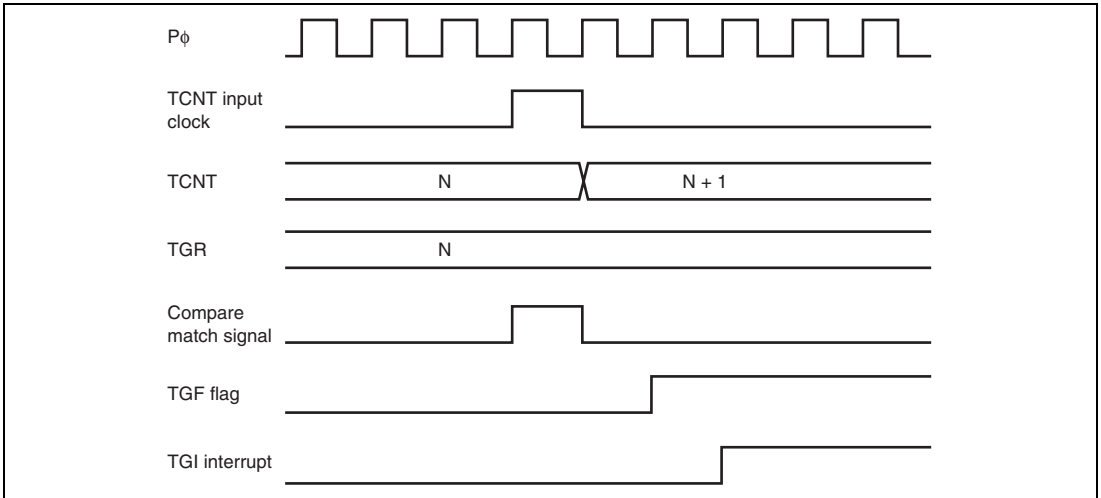 Pϕ
TCNT input
clock
TCNT
N
N + 1
TGR
N
Compare
match signal
TGF flag
TGI interrupt